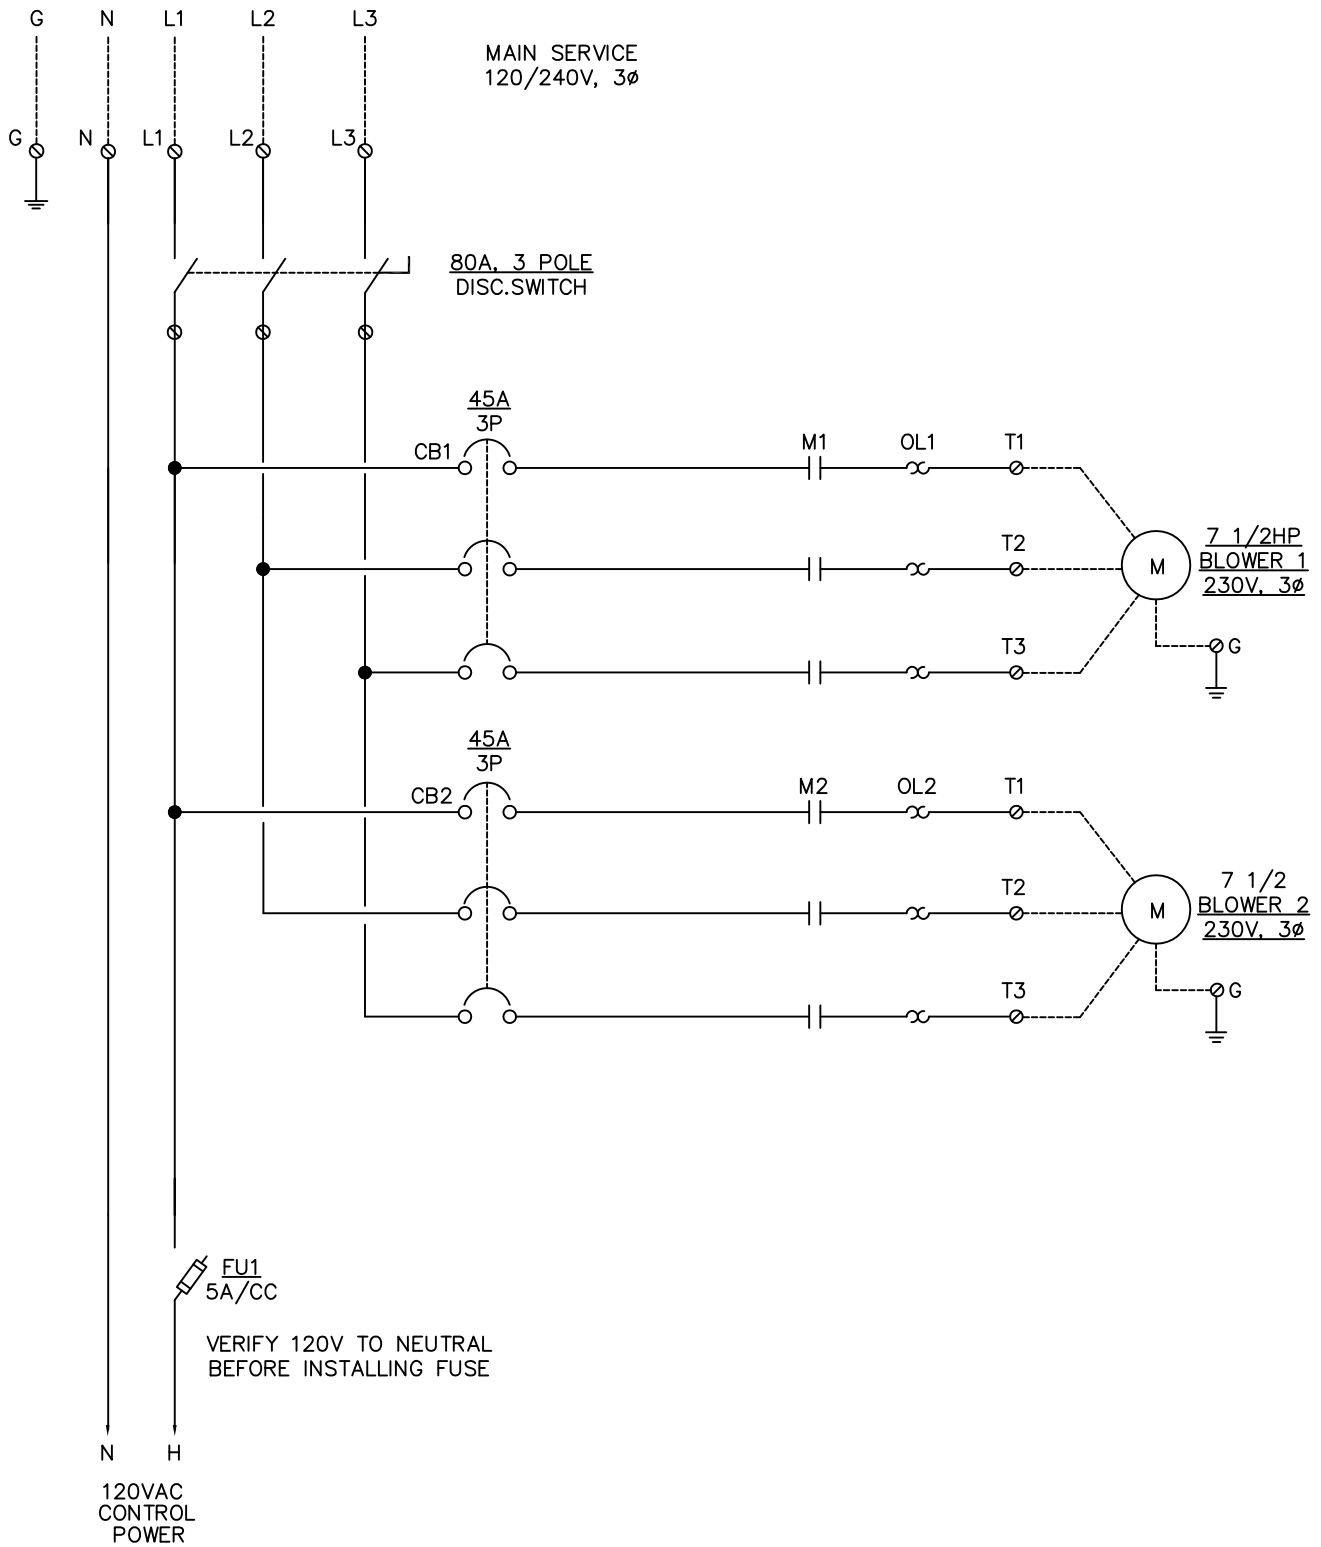 G N L1 L2 L3
MAIN SERVICE
120/240V, 3ø
G N L1 L2 L3
80A, 3 POLE
DISC.SWITCH
45A
3P
CB1 M1 OL1 T1
T2
7 1/2HP
BLOWER 1
230V, 3ø
M
T3
G
45A
3P
CB2 M2 OL2 T1
T2
7 1/2
BLOWER 2
230V, 3ø
M
T3
G
FU1
5A/CC
VERIFY 120V TO NEUTRAL
BEFORE INSTALLING FUSE
N H
120VAC
CONTROL
POWER